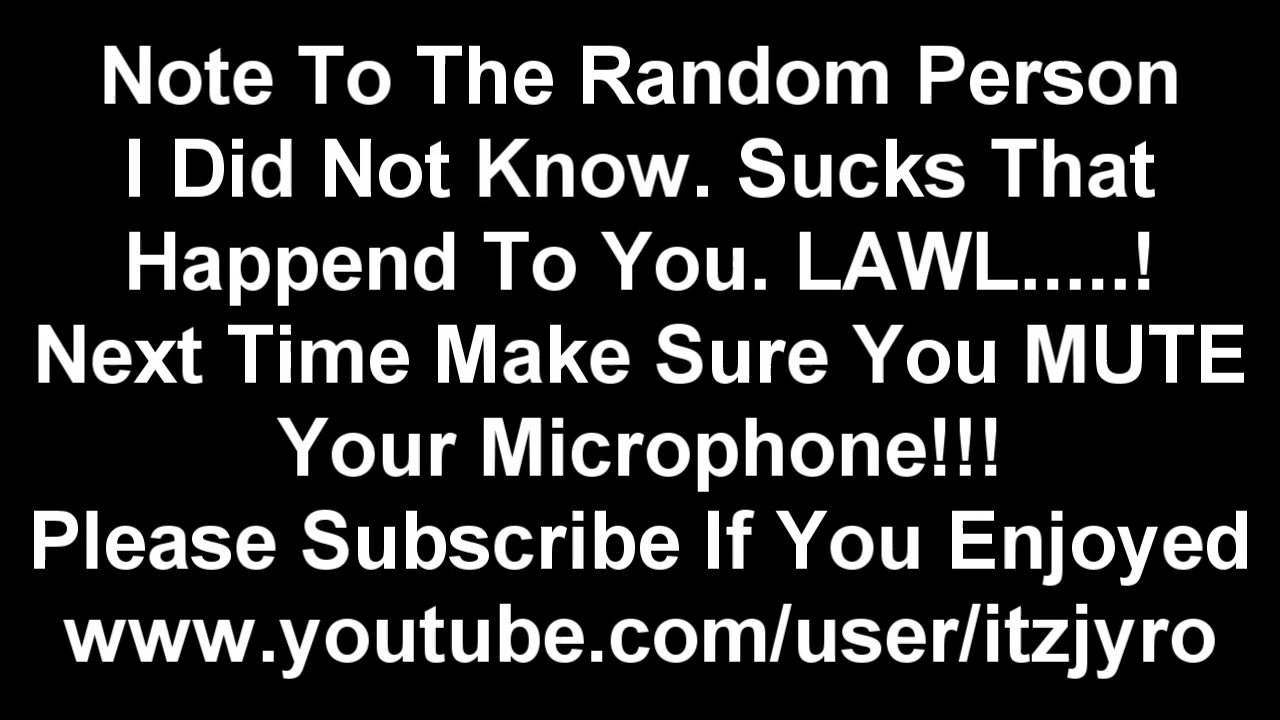 Note To The Random Person
I Did Not Know. Sucks That
Happend To You. LAWL.....!
Next Time Make Sure You MUTE
Your Microphone!!!
Please Subscribe If You Enjoyed
www.youtube.com/user/itzjyro